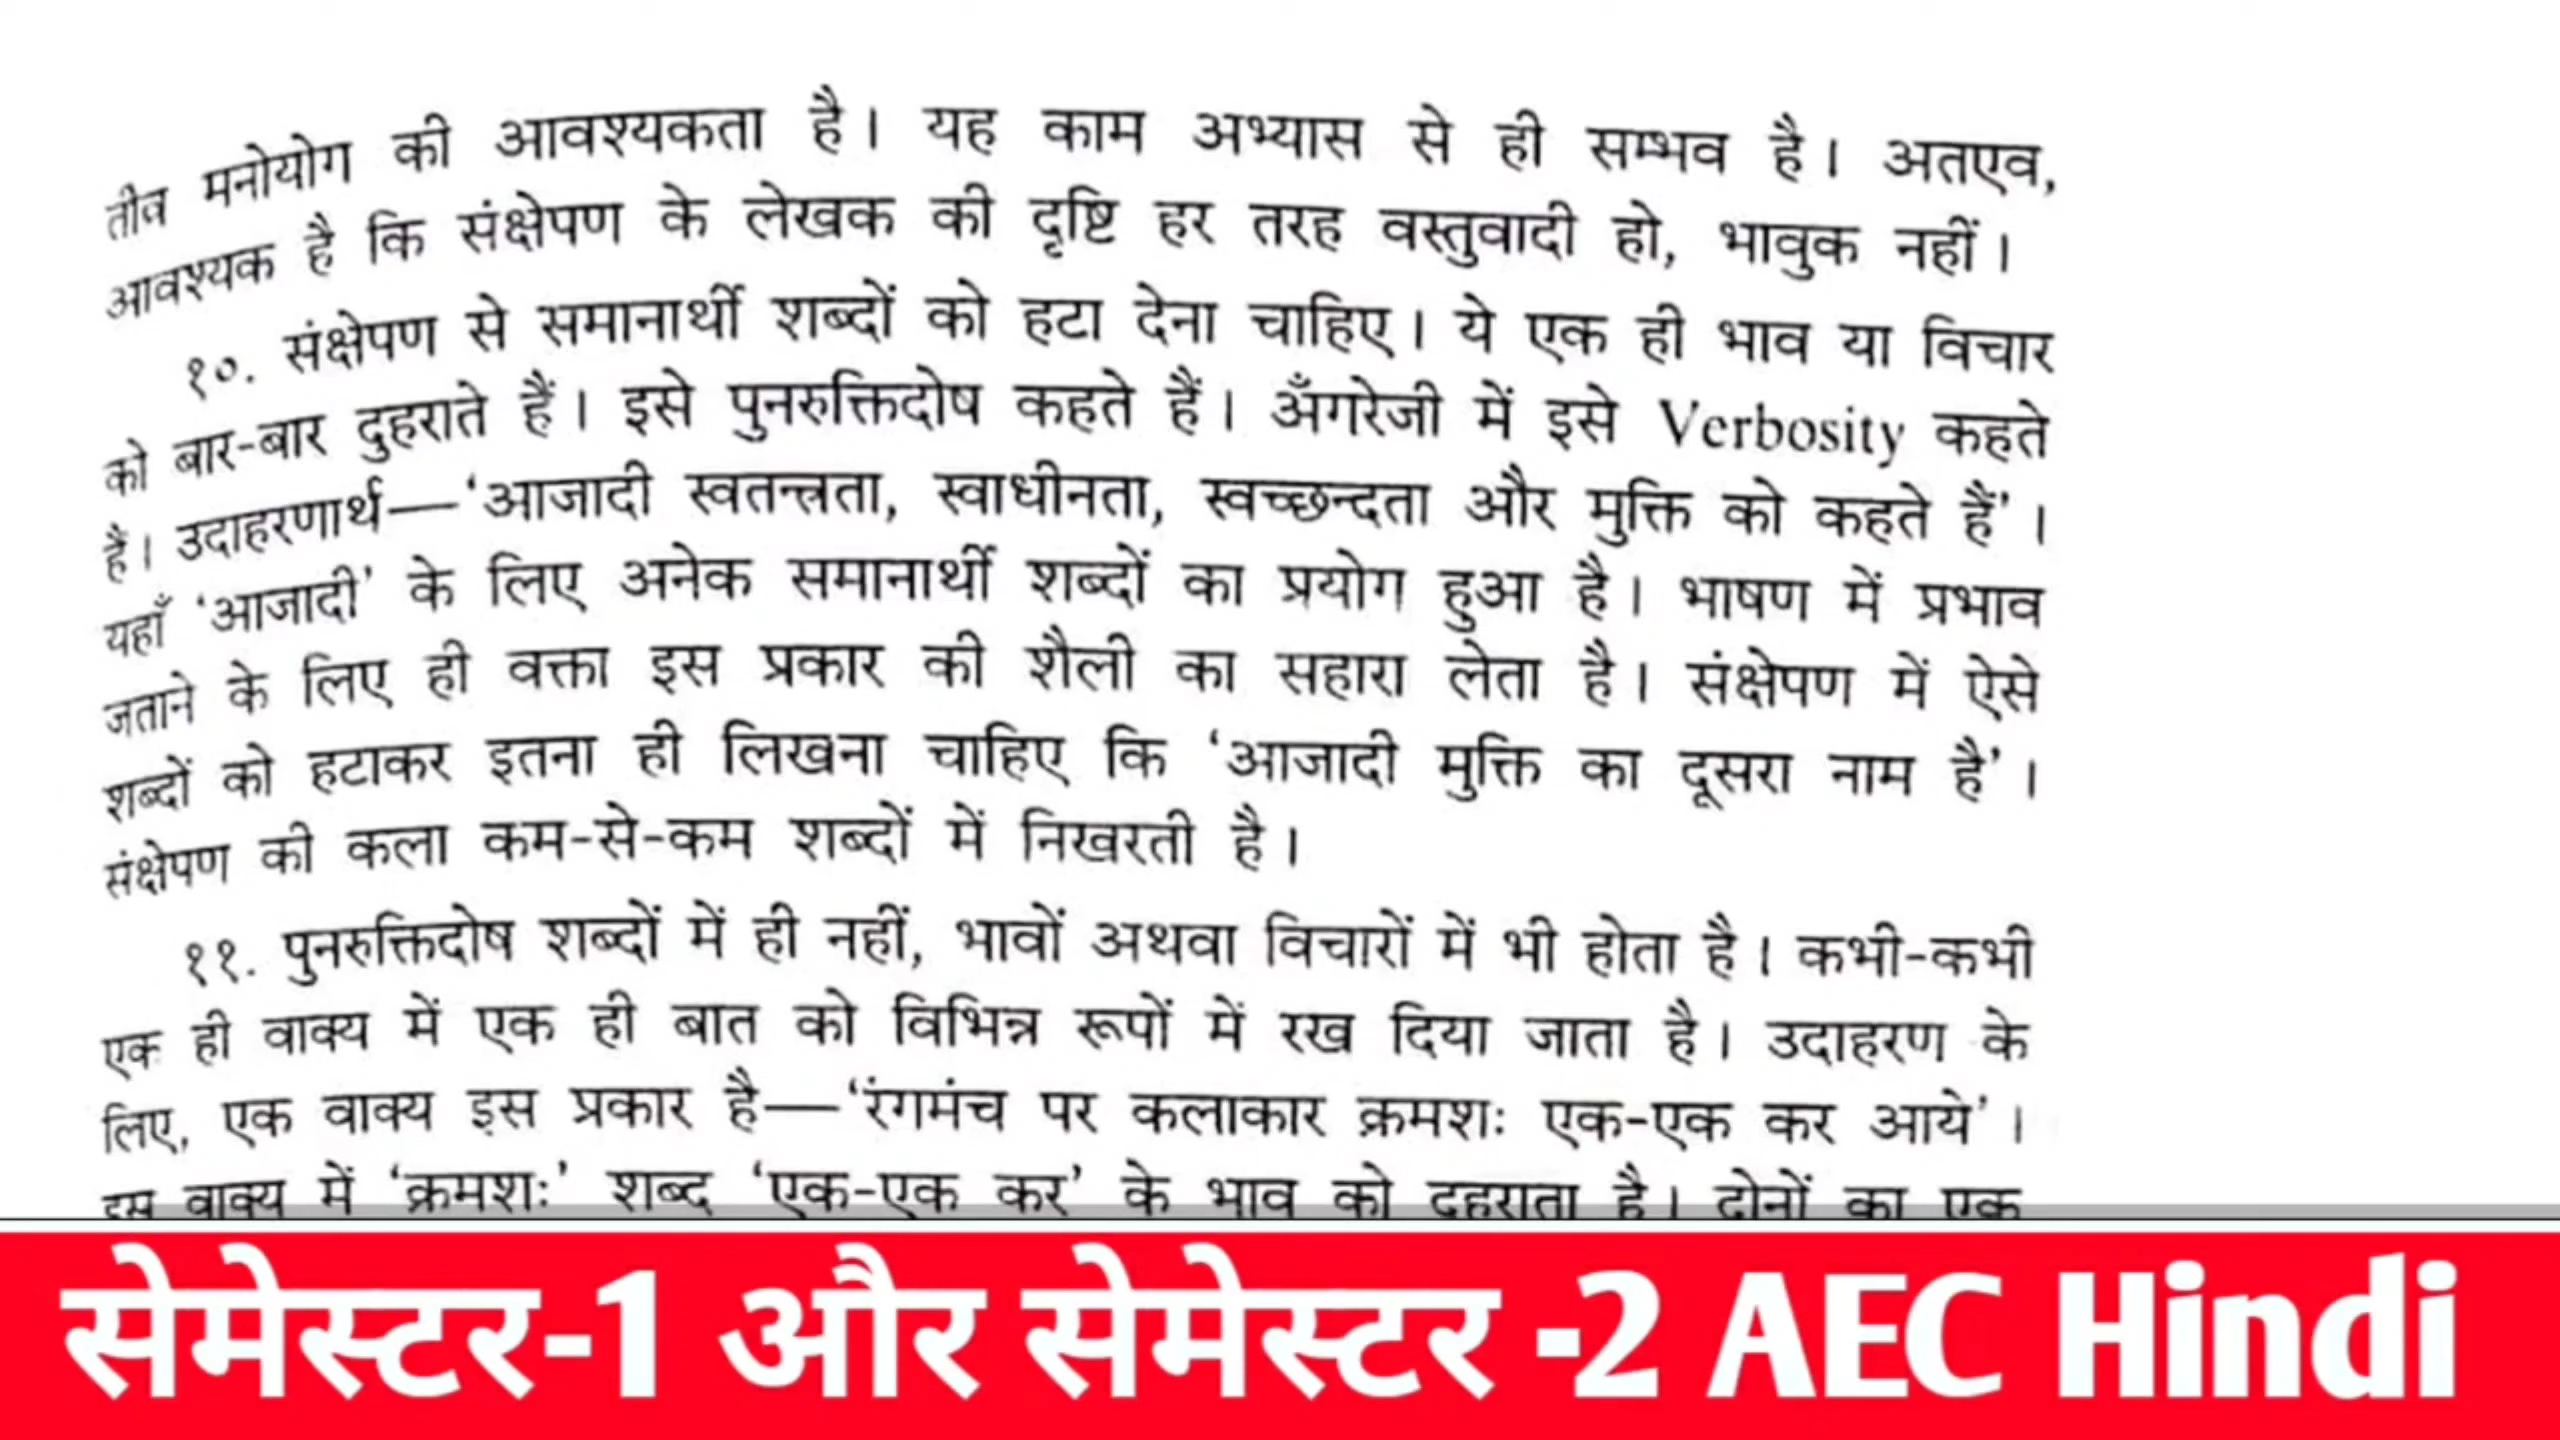 तीव्र मनोयोग की आवश्यकता है। यह काम अभ्यास से ही सम्भव है। अतएव,
आवश्यक है कि संक्षेपण के लेखक की दृष्टि हर तरह वस्तुवादी हो, भावुक नहीं।
१०. संक्षेपण से समानार्थी शब्दों को हटा देना चाहिए। ये एक ही भाव या विचार
को बार-बार दुहराते हैं। इसे पुनरुक्तिदोष कहते हैं। अँगरेजी में इसे Verbosity कहते
हैं। उदाहरणार्थ—‘आजादी स्वतन्त्रता, स्वाधीनता, स्वच्छन्दता और मुक्ति को कहते हैं’।
यहाँ ‘आजादी’ के लिए अनेक समानार्थी शब्दों का प्रयोग हुआ है। भाषण में प्रभाव
जताने के लिए ही वक्ता इस प्रकार की शैली का सहारा लेता है। संक्षेपण में ऐसे
शब्दों को हटाकर इतना ही लिखना चाहिए कि ‘आजादी मुक्ति का दूसरा नाम है’।
संक्षेपण की कला कम-से-कम शब्दों में निखरती है।
११. पुनरुक्तिदोष शब्दों में ही नहीं, भावों अथवा विचारों में भी होता है। कभी-कभी
एक ही वाक्य में एक ही बात को विभिन्न रूपों में रख दिया जाता है। उदाहरण के
लिए, एक वाक्य इस प्रकार है—‘रंगमंच पर कलाकार क्रमशः एक-एक कर आये’।
इस वाक्य में ‘क्रमशः’ शब्द ‘एक-एक कर’ के भाव को दुहराता है। दोनों का एक
सेमेस्टर-1 और सेमेस्टर -2 AEC Hindi